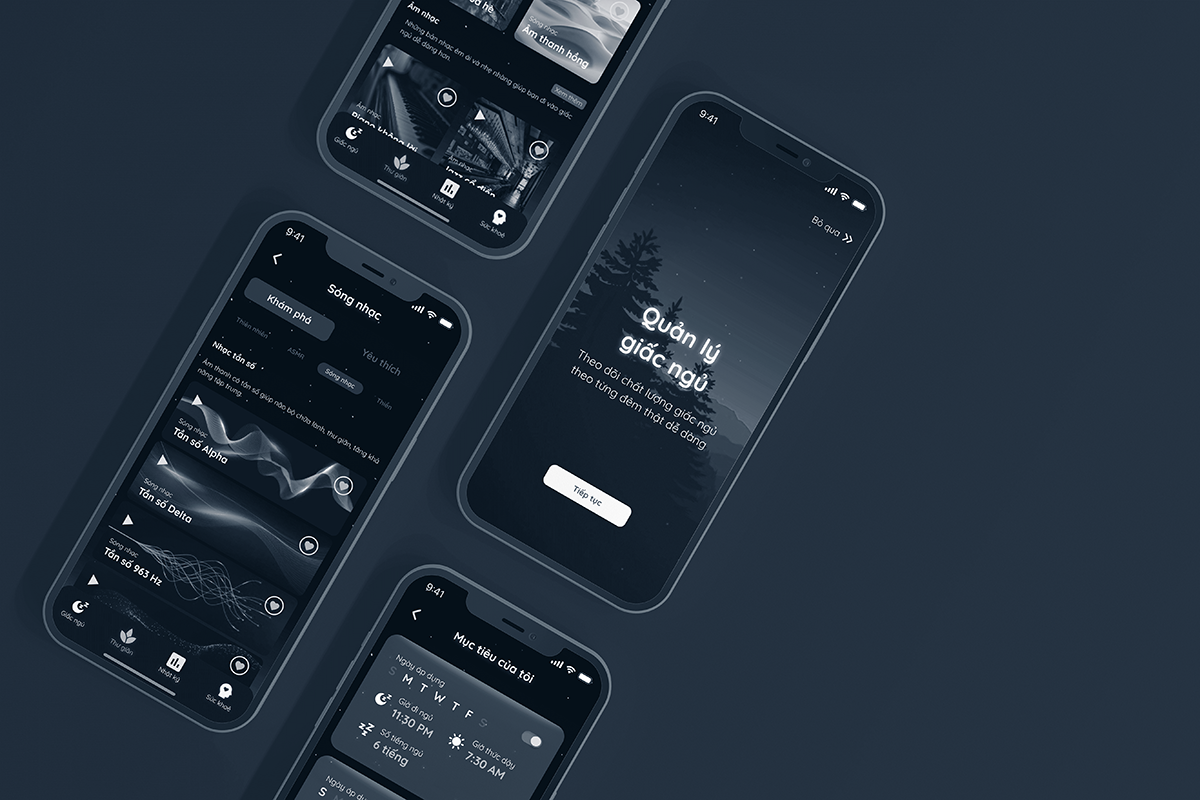 Âm nhạc
Những bản nhạc êm ái và nhẹ nhàng giúp bạn đi vào giấc
ngủ dễ dàng hơn.
Xem thêm
Sóng nhạc
Âm thanh hồng
Âm nhạc
Piano không lời
Âm nhạc
Jazz cổ điển
Giấc ngủ
Thư giãn
Nhật ký
Sức khoẻ
9:41
Bỏ qua
Quản lý
giấc ngủ
Theo dõi chất lượng giấc ngủ
theo từng đêm thật dễ dàng
Tiếp tục
9:41
Sóng nhạc
Khám phá
Yêu thích
Thiên nhiên
ASMR
Sóng nhạc
Thiền
Nhạc tần số
Âm thanh có tần số giúp não bộ chữa lành, thư giãn, tăng khả
năng tập trung.
Sóng nhạc
Tần số Alpha
Sóng nhạc
Tần số Delta
Sóng nhạc
Tần số 963 Hz
Giấc ngủ
Thư giãn
Nhật ký
Sức khoẻ
9:41
Mục tiêu của tôi
Ngày áp dụng
S M T W T F S
Giờ đi ngủ
11:30 PM
Giờ thức dậy
7:30 AM
Số tiếng ngủ
6 tiếng
Ngày áp dụng
S